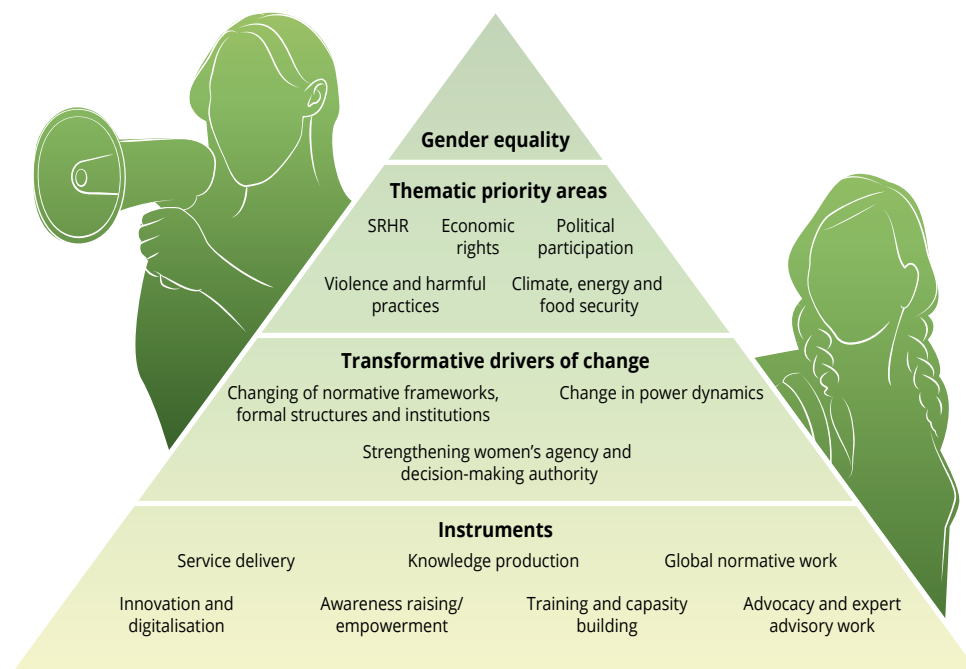 Gender equality
Thematic priority areas
SRHR
Economic
rights
Political
participation
Violence and harmful
practices
Climate, energy and
food security
Transformative drivers of change
Changing of normative frameworks,
formal structures and institutions
Change in power dynamics
Strengthening women’s agency and
decision-making authority
Instruments
Service delivery
Knowledge production
Global normative work
Innovation and
digitalisation
Awareness raising/
empowerment
Training and capasity
building
Advocacy and expert
advisory work